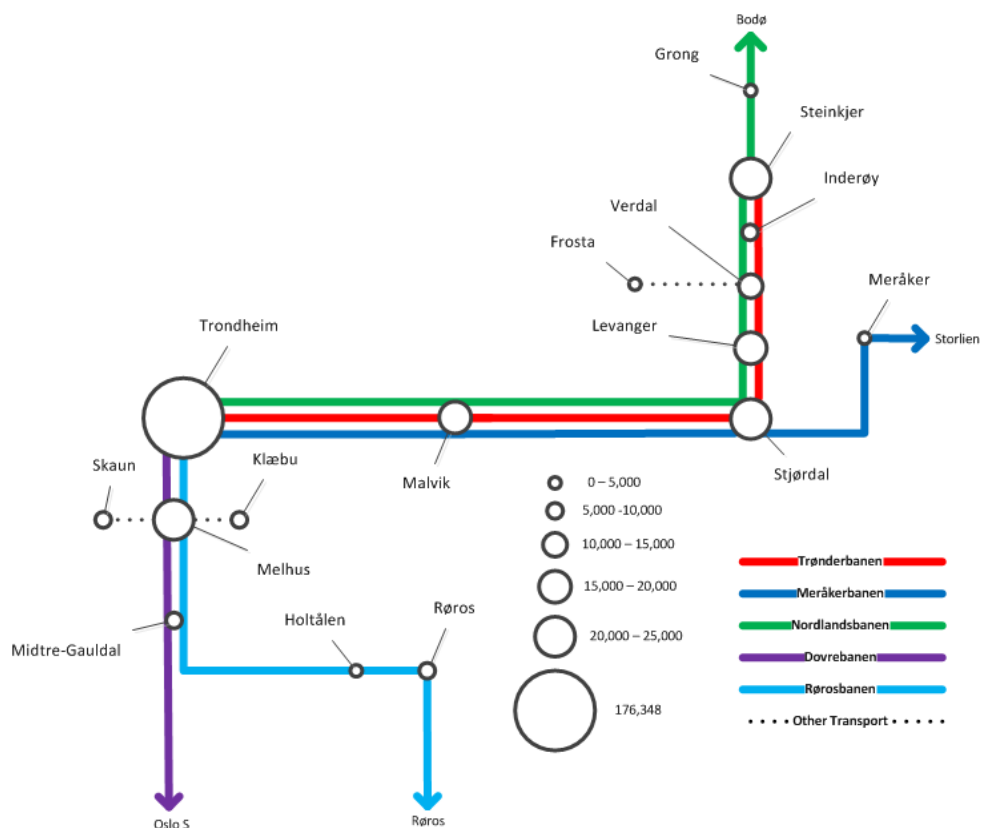 Bodø
Grong
Steinkjer
Inderøy
Verdal
Frosta
Meråker
Levanger
Trondheim
Storlien
Skaun
Klæbu
Malvik
Stjørdal
0 – 5,000
5,000 -10,000
10,000 – 15,000
15,000 – 20,000
20,000 – 25,000
176,348
Melhus
Trønderbanen
Meråkerbanen
Nordlandsbanen
Dovrebanen
Rørosbanen
Other Transport
Midtre-Gauldal
Holtålen
Røros
Oslo S
Røros